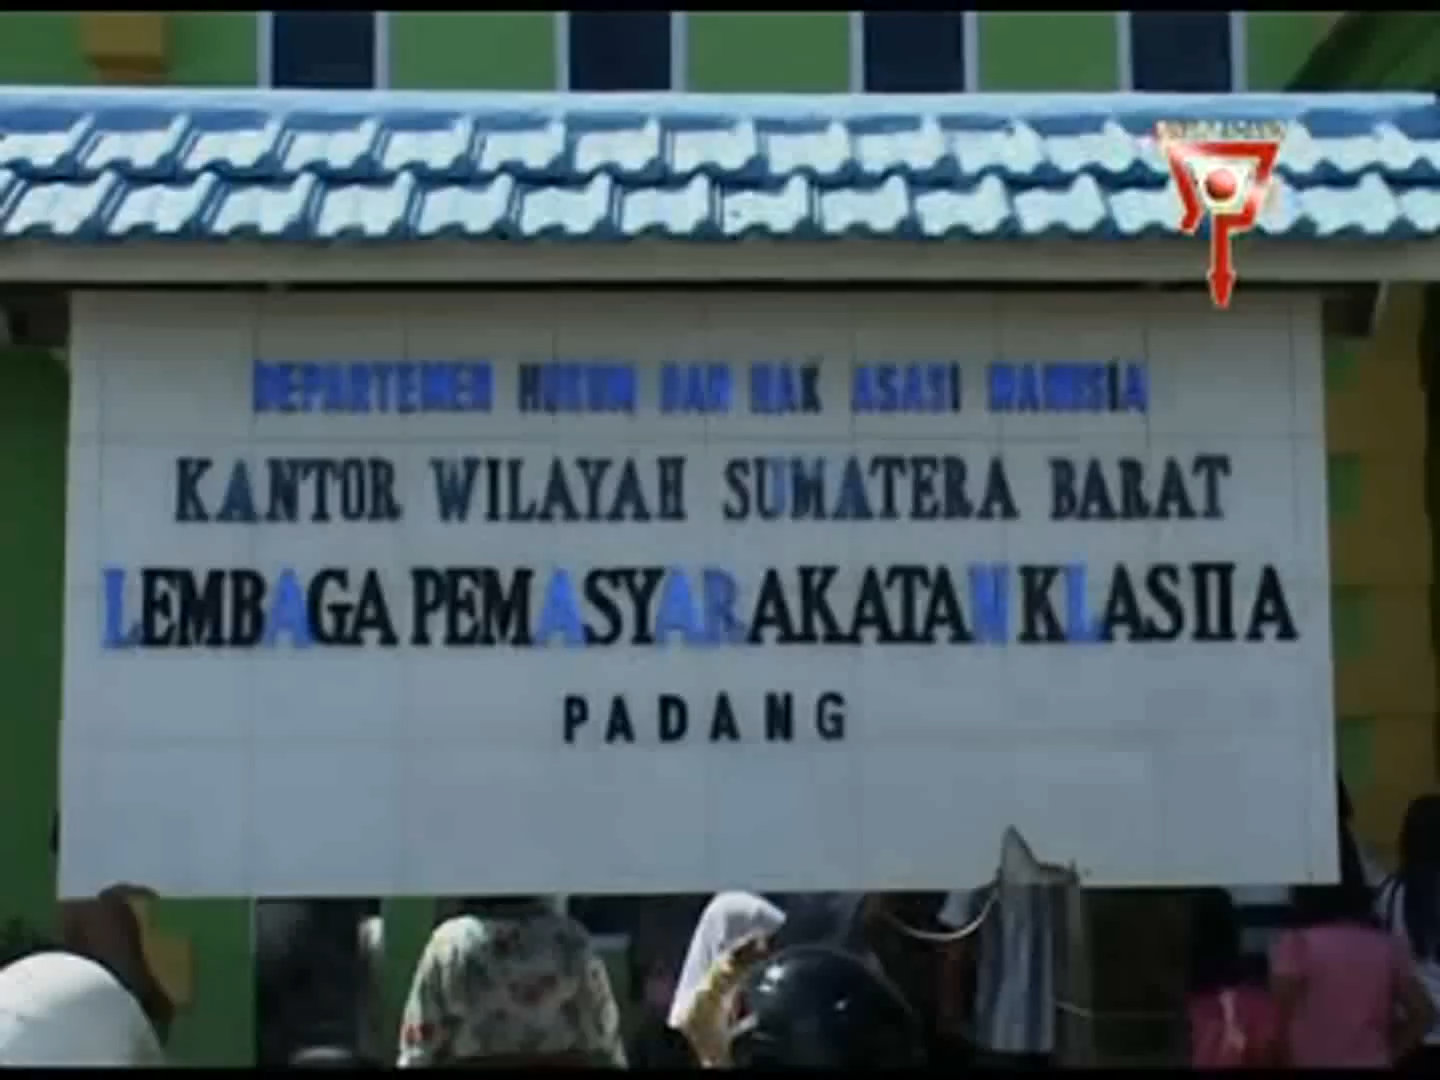 DEPARTEMEN HUKUM DAN HAK ASASI MANUSIA
KANTOR WILAYAH SUMATERA BARAT
LEMBAGA PEMASYARAKATAN KLAS II A
PADANG